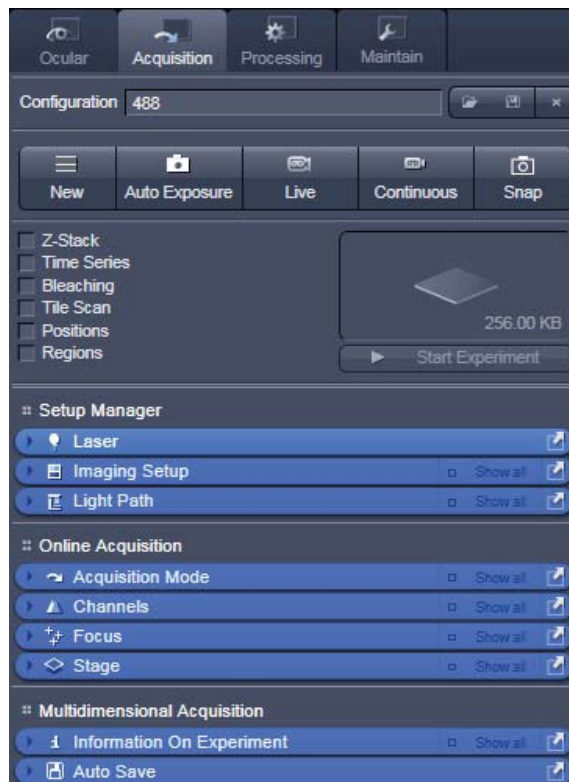 Ocular Acquisition Processing Maintain
Configuration 488
New Auto Exposure Live Continuous Snap
Z-Stack
Time Series
Bleaching
Tile Scan
Positions
Regions
256.00 KB
Start Experiment
Setup Manager
Laser
Imaging Setup Show all
Light Path Show all
Online Acquisition
Acquisition Mode Show all
Channels Show all
Focus Show all
Stage Show all
Multidimensional Acquisition
Information On Experiment Show all
Auto Save